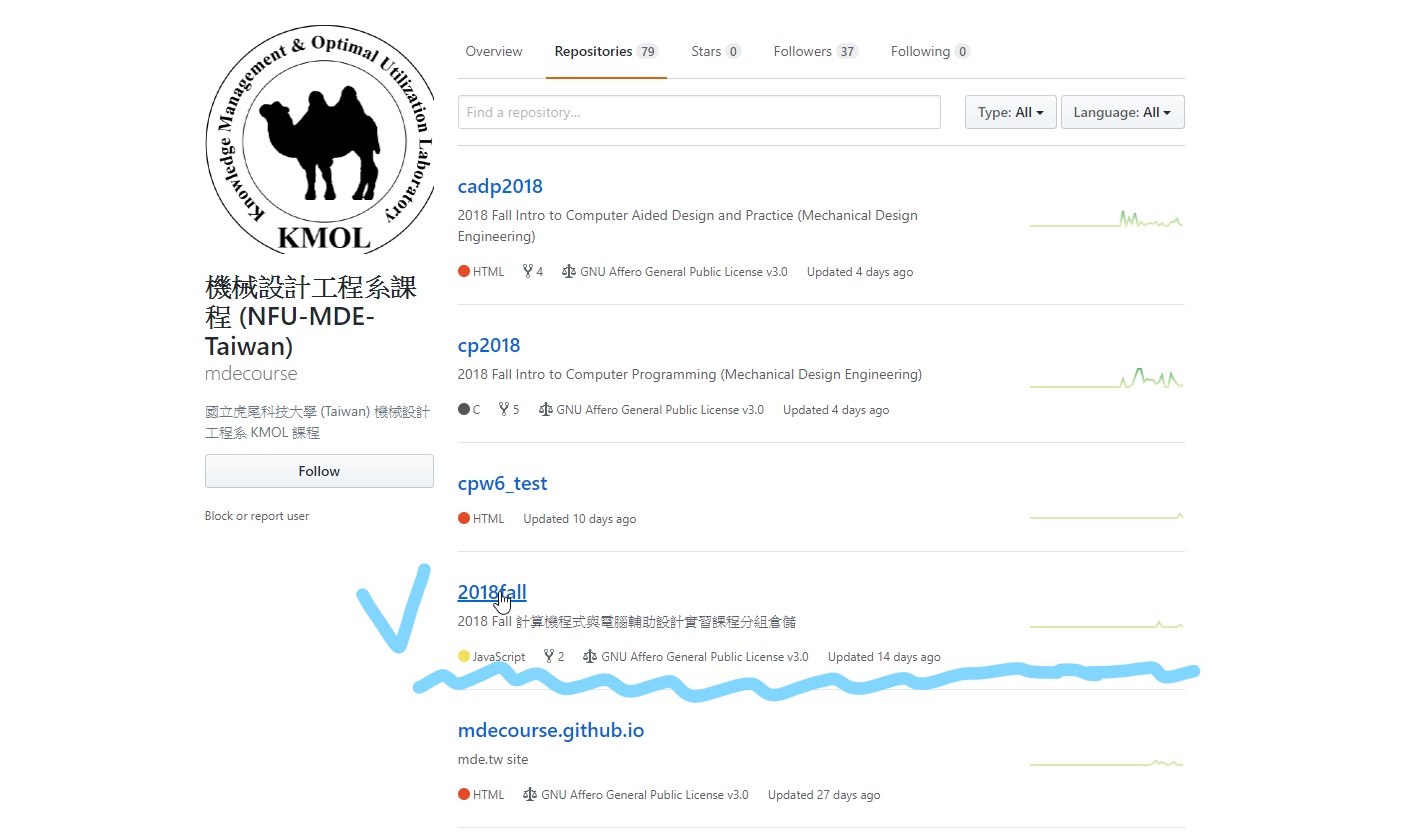 Knowledge Management & Optimal Utilization Laboratory
KMOL
機械設計工程系課
程 (NFU-MDE-
Taiwan)
mdecourse
國立虎尾科技大學 (Taiwan) 機械設計
工程系 KMOL 課程
Follow
Block or report user
Overview Repositories 79 Stars 0 Followers 37 Following 0
Find a repository... Type: All Language: All
cadp2018
2018 Fall Intro to Computer Aided Design and Practice (Mechanical Design
Engineering)
HTML 4 GNU Affero General Public License v3.0 Updated 4 days ago
cp2018
2018 Fall Intro to Computer Programming (Mechanical Design Engineering)
C 5 GNU Affero General Public License v3.0 Updated 4 days ago
cpw6_test
HTML Updated 10 days ago
2018fall
2018 Fall 計算機程式與電腦輔助設計實習課程分組倉儲
JavaScript 2 GNU Affero General Public License v3.0 Updated 14 days ago
mdecourse.github.io
mde.tw site
HTML GNU Affero General Public License v3.0 Updated 27 days ago